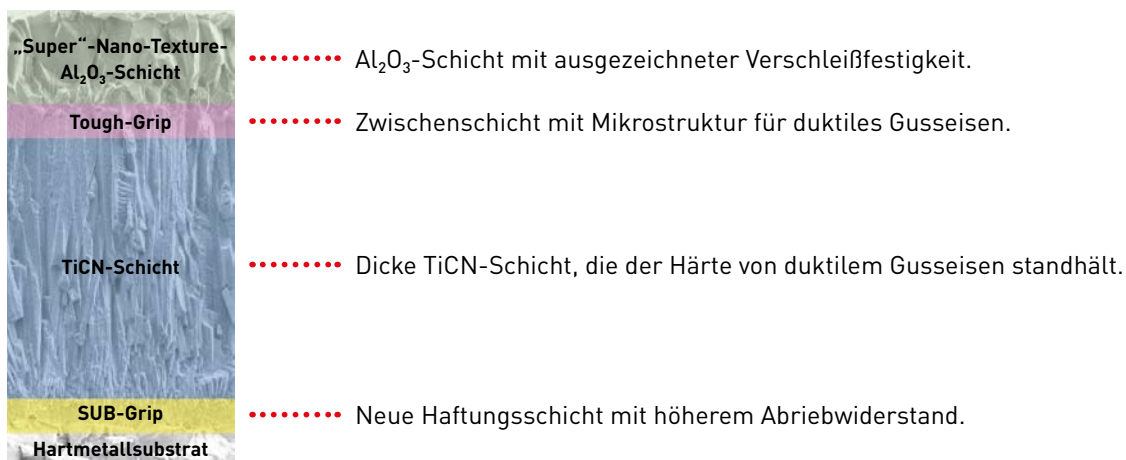 „Super“-Nano-Texture-
Al₂O₃-Schicht
Al₂O₃-Schicht mit ausgezeichneter Verschleißfestigkeit.
Tough-Grip
Zwischenschicht mit Mikrostruktur für duktiles Gusseisen.
TiCN-Schicht
Dicke TiCN-Schicht, die der Härte von duktilem Gusseisen standhält.
SUB-Grip
Neue Haftungsschicht mit höherem Abriebwiderstand.
Hartmetallsubstrat